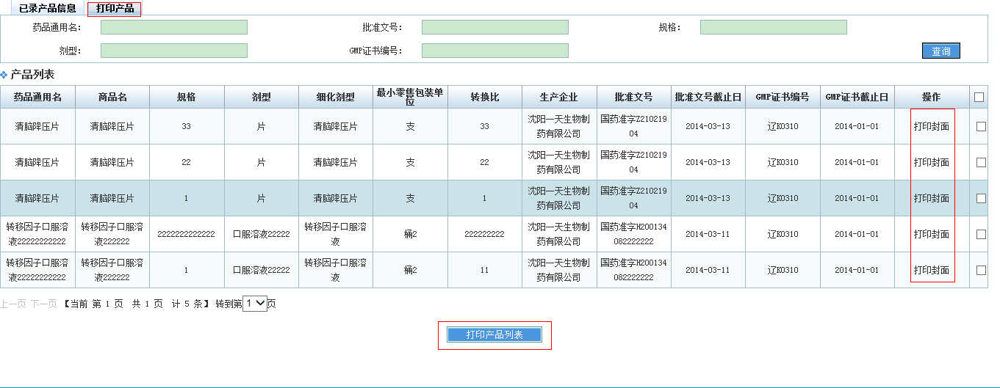 已录产品信息 打印产品
药品通用名： 批准文号： 规格：
剂型： GMP证书编号： 查询
产品列表
药品通用名 商品名 规格 剂型 细化剂型 最小零售包装单位 转换比 生产企业 批准文号 批准文号截止日 GMP证书编号 GMP证书截止日 操作
清脑降压片 清脑降压片 33 片 清脑降压片 支 33 沈阳一天生物制药有限公司 国药准字Z21021904 2014-03-13 辽K0310 2014-01-01 打印封面
清脑降压片 清脑降压片 22 片 清脑降压片 支 22 沈阳一天生物制药有限公司 国药准字Z21021904 2014-03-13 辽K0310 2014-01-01 打印封面
清脑降压片 清脑降压片 1 片 清脑降压片 支 1 沈阳一天生物制药有限公司 国药准字Z21021904 2014-03-13 辽K0310 2014-01-01 打印封面
转移因子口服溶液22222222222 转移因子口服溶液222222 2222222222222 口服溶液22222 转移因子口服溶液 桶2 222222222 沈阳一天生物制药有限公司 国药准字H200134082222222 2014-03-11 辽K0310 2014-01-01 打印封面
转移因子口服溶液22222222222 转移因子口服溶液222222 1 口服溶液22222 转移因子口服溶液 桶2 11 沈阳一天生物制药有限公司 国药准字H200134082222222 2014-03-11 辽K0310 2014-01-01 打印封面
上一页 下一页 【当前 第 1 页 共 1 页 计 5 条】 转到第 1 页
打印产品列表